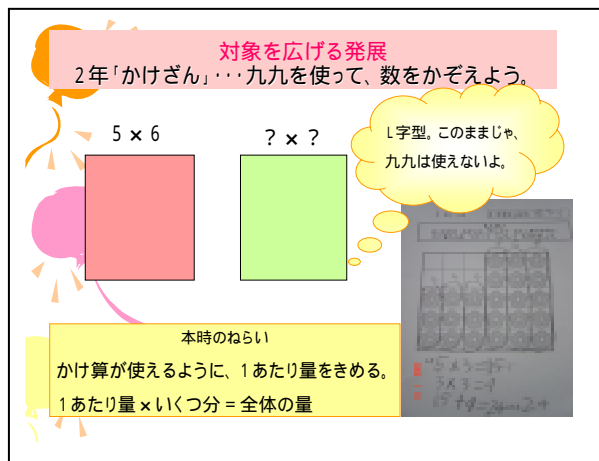 対象を広げる発展
2年「かけざん」･･･九九を使って、数をかぞえよう。
5 × 6
? × ?
L字型。このままじゃ、
九九は使えないよ。
本時のねらい
かけ算が使えるように、1あたり量をきめる。
1あたり量×いくつ分=全体の量